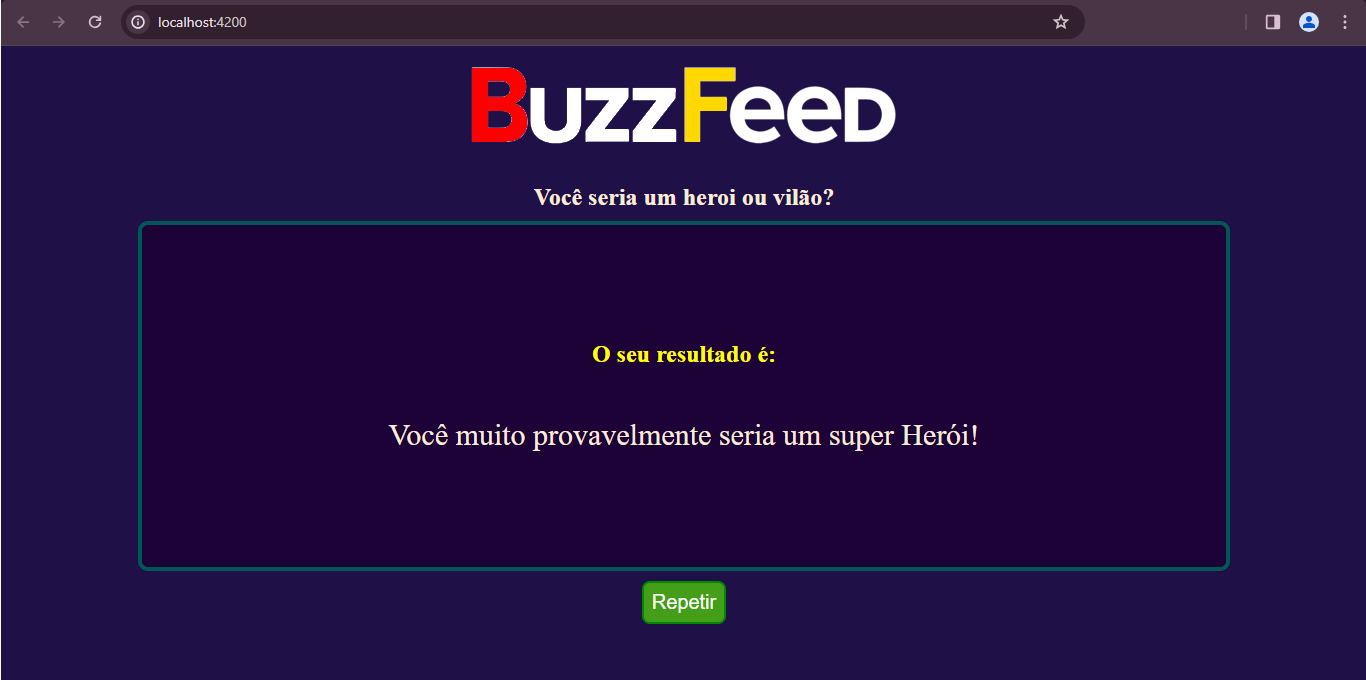 localhost:4200
BuzzFeed
Você seria um heroi ou vilão?
O seu resultado é:
Você muito provavelmente seria um super Herói!
Repetir